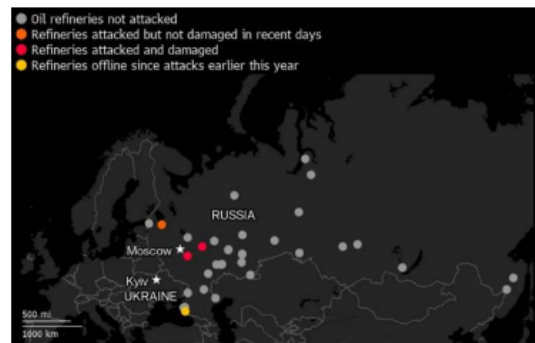 Oil refineries not attacked
Refineries attacked but not damaged in recent days
Refineries attacked and damaged
Refineries offline since attacks earlier this year
RUSSIA
Moscow
Kyiv
UKRAINE
500 mi
1000 km